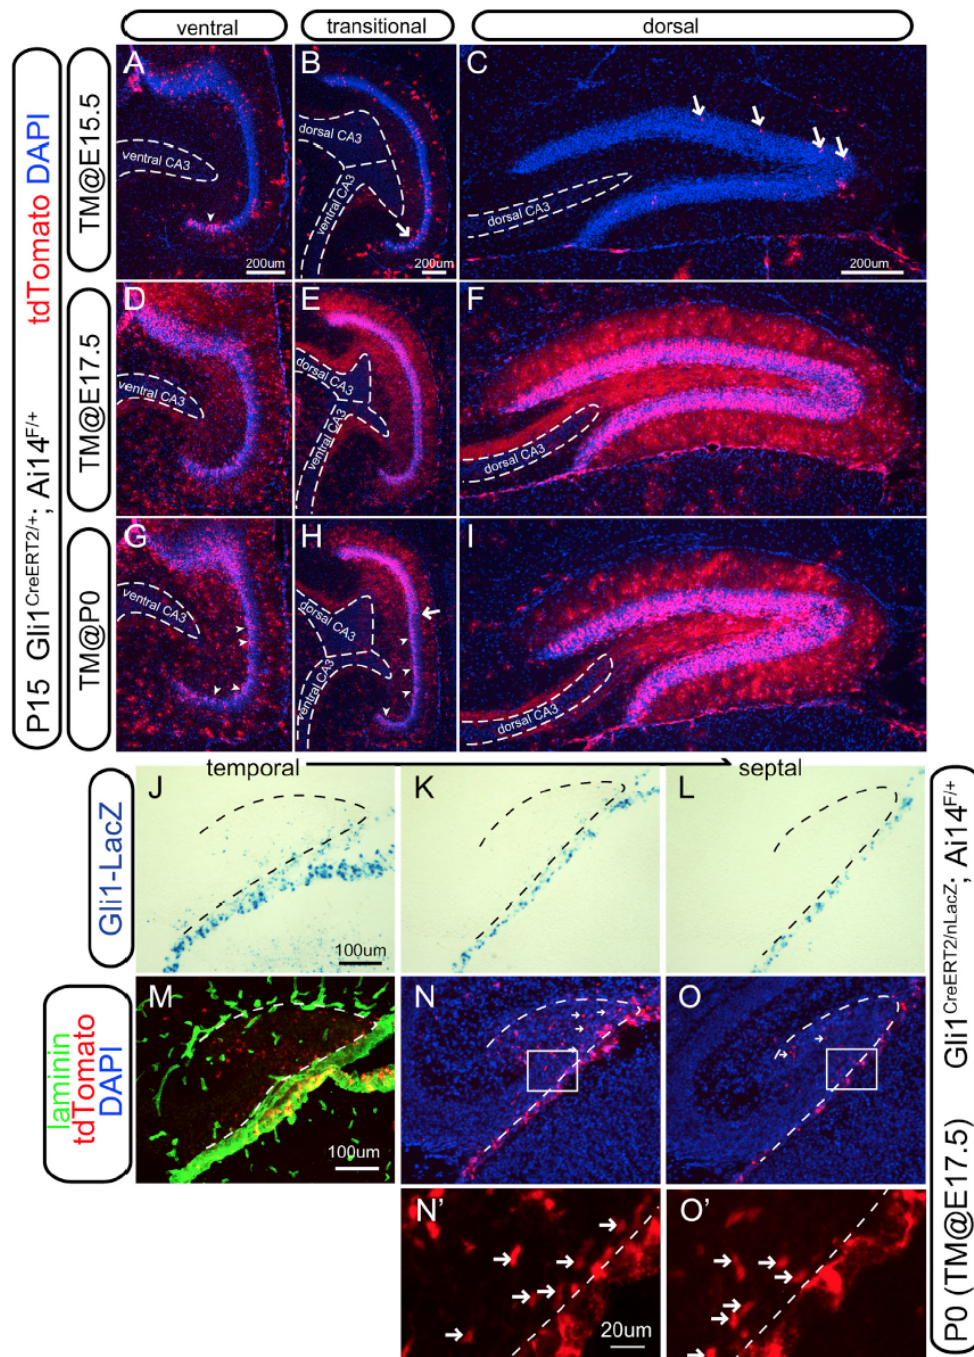 ventral
transitional
dorsal
P15 Gli1CreERT2/+; Ai14F/+ tdTomato DAPI
TM@E15.5
A
ventral CA3
200um
B
dorsal CA3
ventral CA3
200um
C
dorsal CA3
200um
TM@E17.5
D
ventral CA3
E
dorsal CA3
ventral CA3
F
dorsal CA3
TM@P0
G
ventral CA3
H
dorsal CA3
ventral CA3
I
dorsal CA3
temporal
septal
Gli1-LacZ
J
100um
K
L
laminin
tdTomato
DAPI
M
100um
N
O
N'
20um
O'
P0 (TM@E17.5) Gli1CreERT2/nLacZ; Ai14F/+